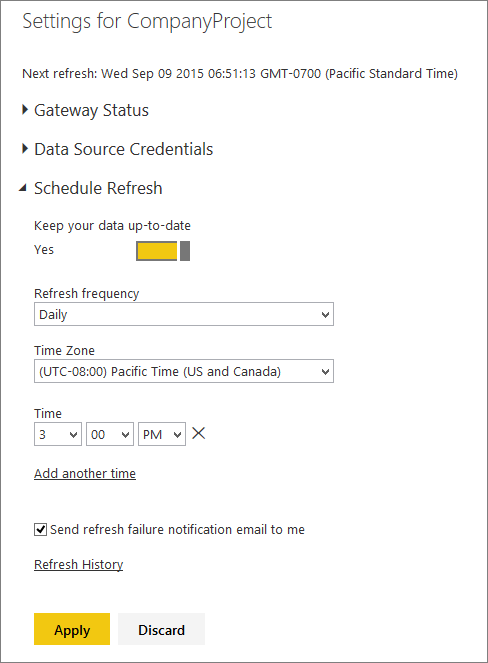 Settings for CompanyProject
Next refresh: Wed Sep 09 2015 06:51:13 GMT-0700 (Pacific Standard Time)
Gateway Status
Data Source Credentials
Schedule Refresh
Keep your data up-to-date
Yes
Refresh frequency
Daily
Time Zone
(UTC-08:00) Pacific Time (US and Canada)
Time
3 00 PM
Add another time
Send refresh failure notification email to me
Refresh History
Apply Discard